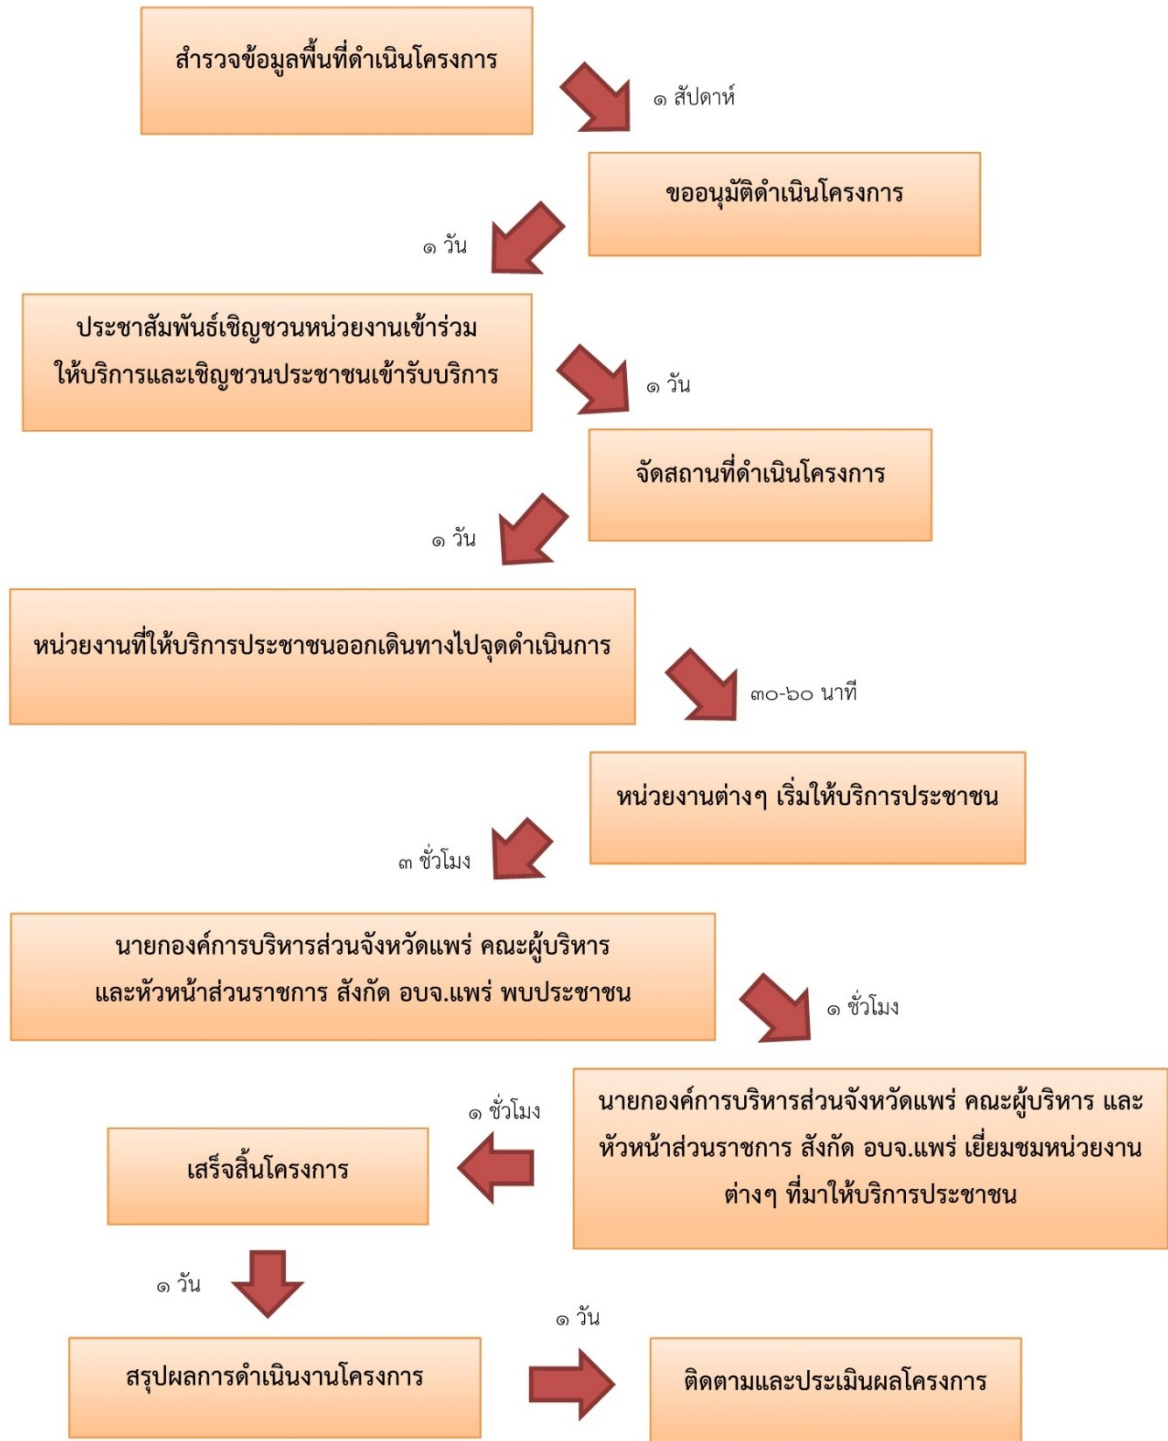 สำรวจข้อมูลพื้นที่ดำเนินโครงการ
๑ สัปดาห์
ขออนุมัติดำเนินโครงการ
๑ วัน
ประชาสัมพันธ์เชิญชวนหน่วยงานเข้าร่วม
ให้บริการและเชิญชวนประชาชนเข้ารับบริการ
๑ วัน
จัดสถานที่ดำเนินโครงการ
๑ วัน
หน่วยงานที่ให้บริการประชาชนออกเดินทางไปจุดดำเนินการ
๓๐-๖๐ นาที
หน่วยงานต่างๆ เริ่มให้บริการประชาชน
๓ ชั่วโมง
นายกองค์การบริหารส่วนจังหวัดแพร่ คณะผู้บริหาร
และหัวหน้าส่วนราชการ สังกัด อบจ.แพร่ พบประชาชน
๑ ชั่วโมง
นายกองค์การบริหารส่วนจังหวัดแพร่ คณะผู้บริหาร และ
หัวหน้าส่วนราชการ สังกัด อบจ.แพร่ เยี่ยมชมหน่วยงาน
ต่างๆ ที่มาให้บริการประชาชน
๑ ชั่วโมง
เสร็จสิ้นโครงการ
๑ วัน
สรุปผลการดำเนินงานโครงการ
๑ วัน
ติดตามและประเมินผลโครงการ